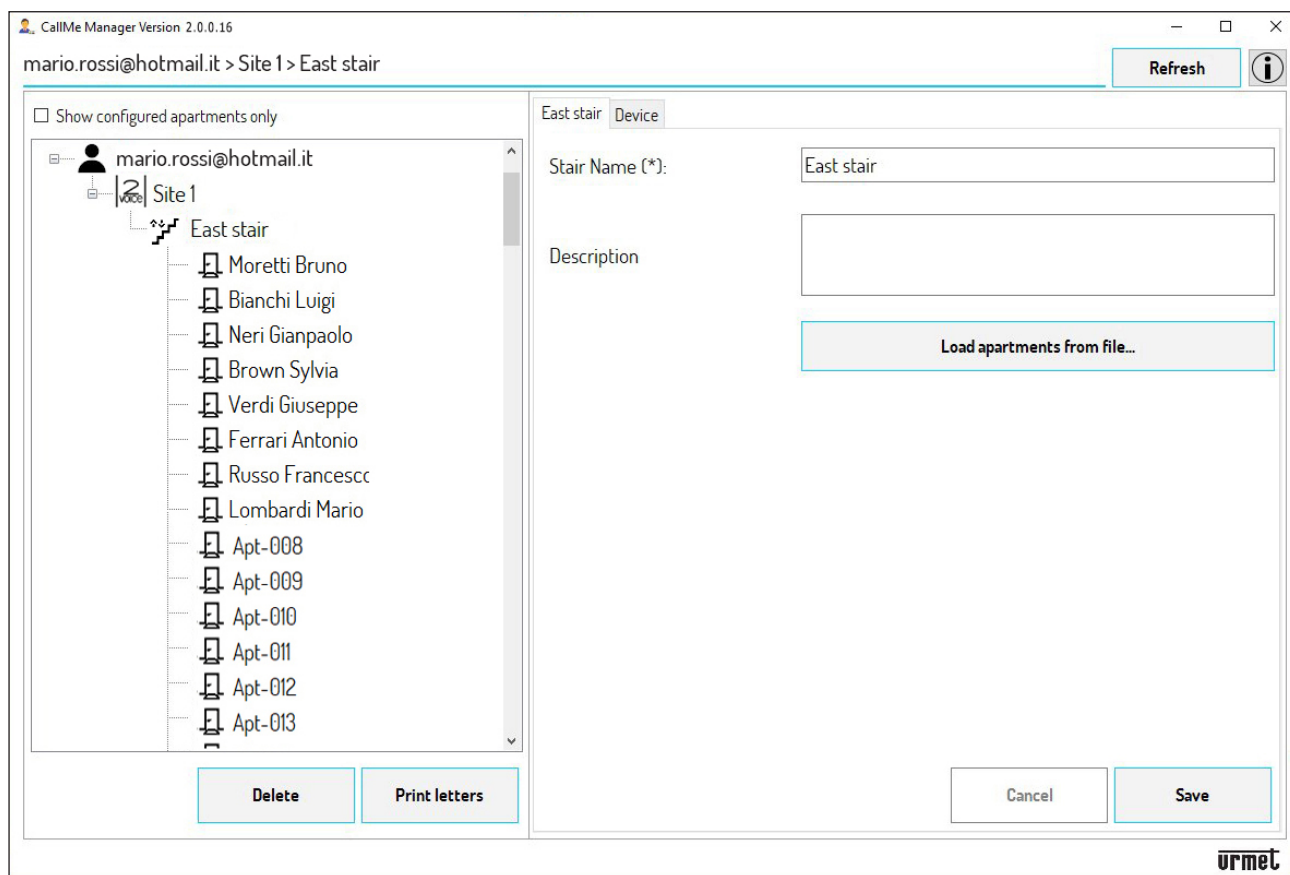 CallMe Manager Version 2.0.0.16
mario.rossi@hotmail.it > Site 1 > East stair
Refresh
Show configured apartments only
mario.rossi@hotmail.it
2 VOICE Site 1
East stair
Moretti Bruno
Bianchi Luigi
Neri Gianpaolo
Brown Sylvia
Verdi Giuseppe
Ferrari Antonio
Russo Francesco
Lombardi Mario
Apt-008
Apt-009
Apt-010
Apt-011
Apt-012
Apt-013
Delete
Print letters
East stair
Device
Stair Name (*):
East stair
Description
Load apartments from file...
Cancel
Save
urmet